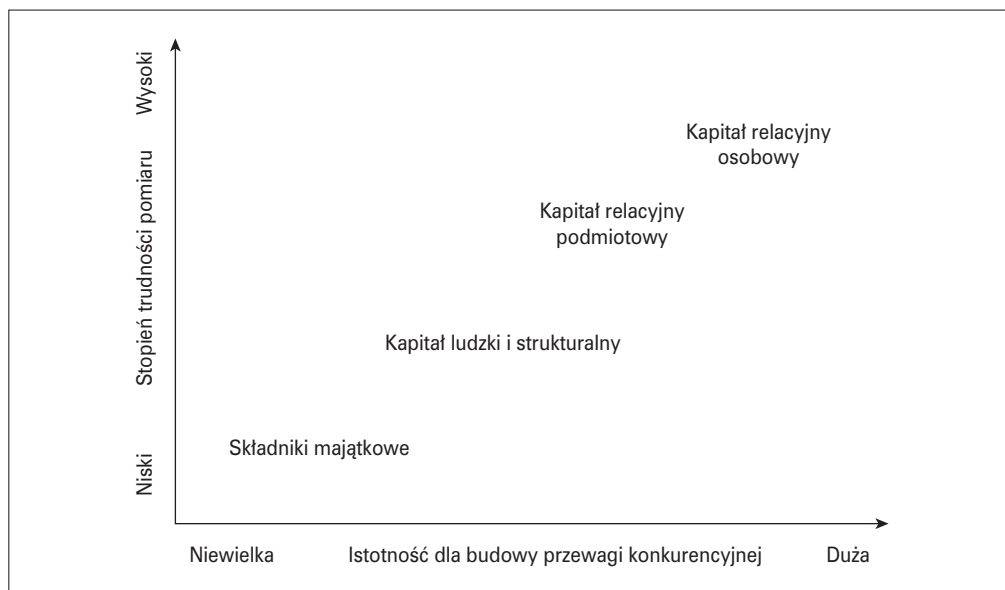 Wysoki
Stopień trudności pomiaru
Niski
Kapitał relacyjny
osobowy
Kapitał relacyjny
podmiotowy
Kapitał ludzki i strukturalny
Składniki majątkowe
Niewielka
Istotność dla budowy przewagi konkurencyjnej
Duża